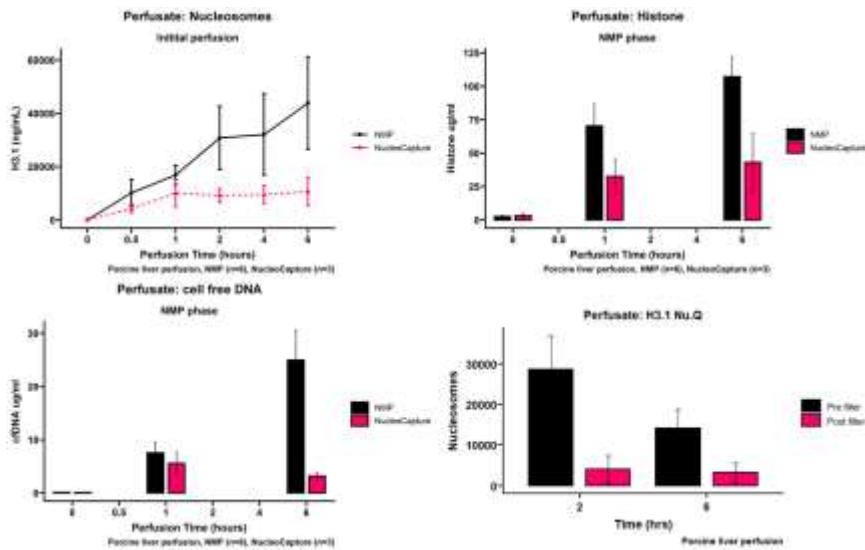 Perfusate: Nucleosomes
Inititial perfusion
60000
40000
20000
0
H3.1 (ng/mL)
NMP
NucleoCapture
0 0.5 1 2 4 6
Perfusion Time (hours)
Porcine liver perfusion, NMP (n=6), NucleoCapture (n=3)
Perfusate: Histone
NMP phase
125
100
75
50
25
0
Histone ug/ml
NMP
NucleoCapture
0 0.5 1 2 4 6
Perfusion Time (hours)
Porcine liver perfusion, NMP (n=6), NucleoCapture (n=3)
Perfusate: cell free DNA
NMP phase
30
20
10
0
cfDNA ug/ml
NMP
NucleoCapture
0 0.5 1 2 4 6
Perfusion Time (hours)
Porcine liver perfusion, NMP (n=6), NucleoCapture (n=3)
Perfusate: H3.1 Nu.Q
30000
20000
10000
0
Nucleosomes
Pre filter
Post filter
2 6
Time (hrs)
Porcine liver perfusion